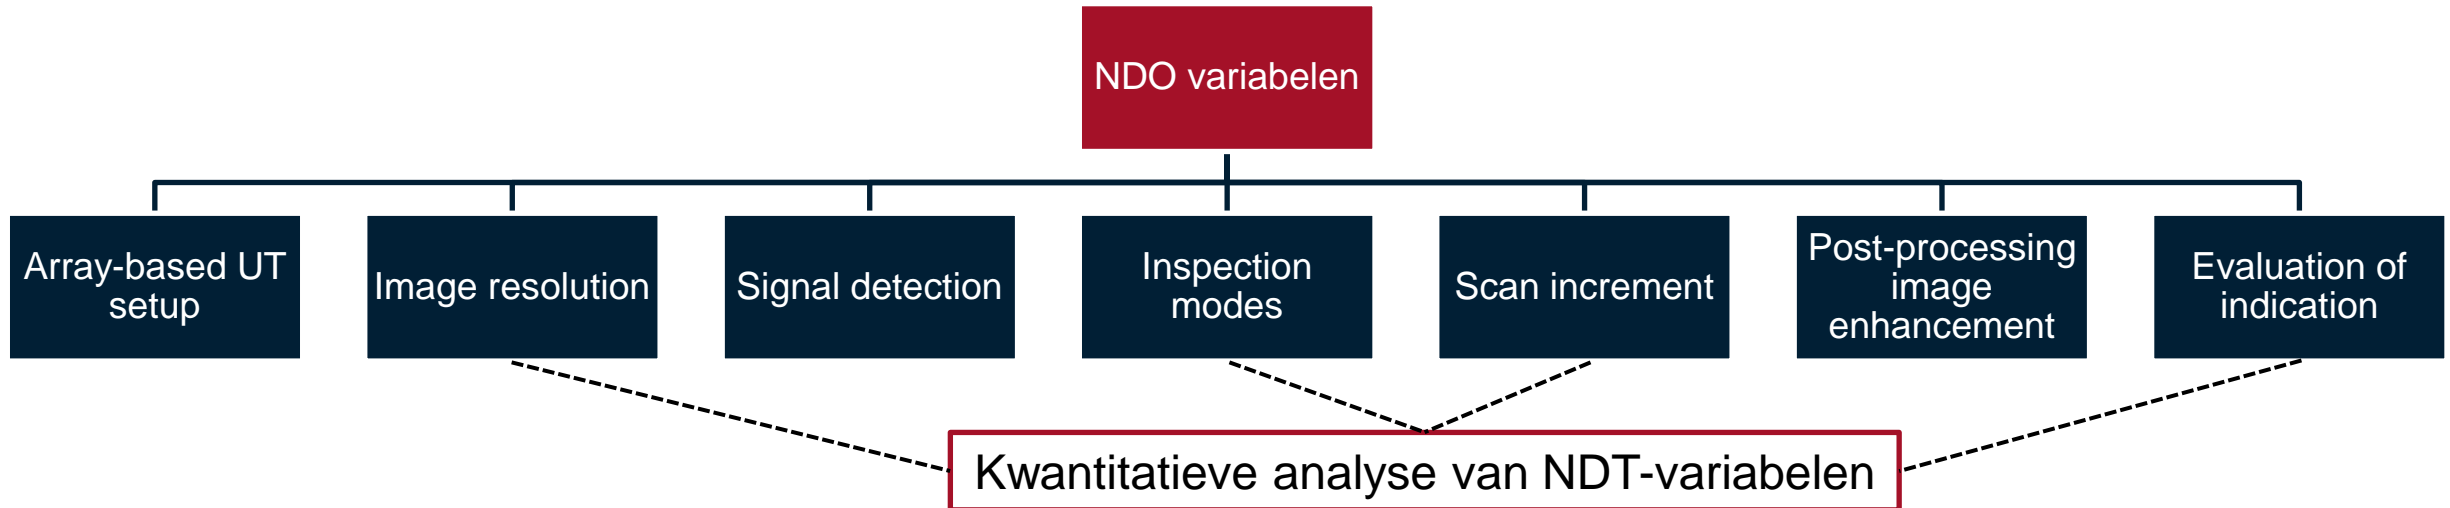 NDO variabelen
Array-based UT
setup
Image resolution
Signal detection
Inspection
modes
Scan increment
Post-processing
image
enhancement
Evaluation of
indication
Kwantitatieve analyse van NDT-variabelen